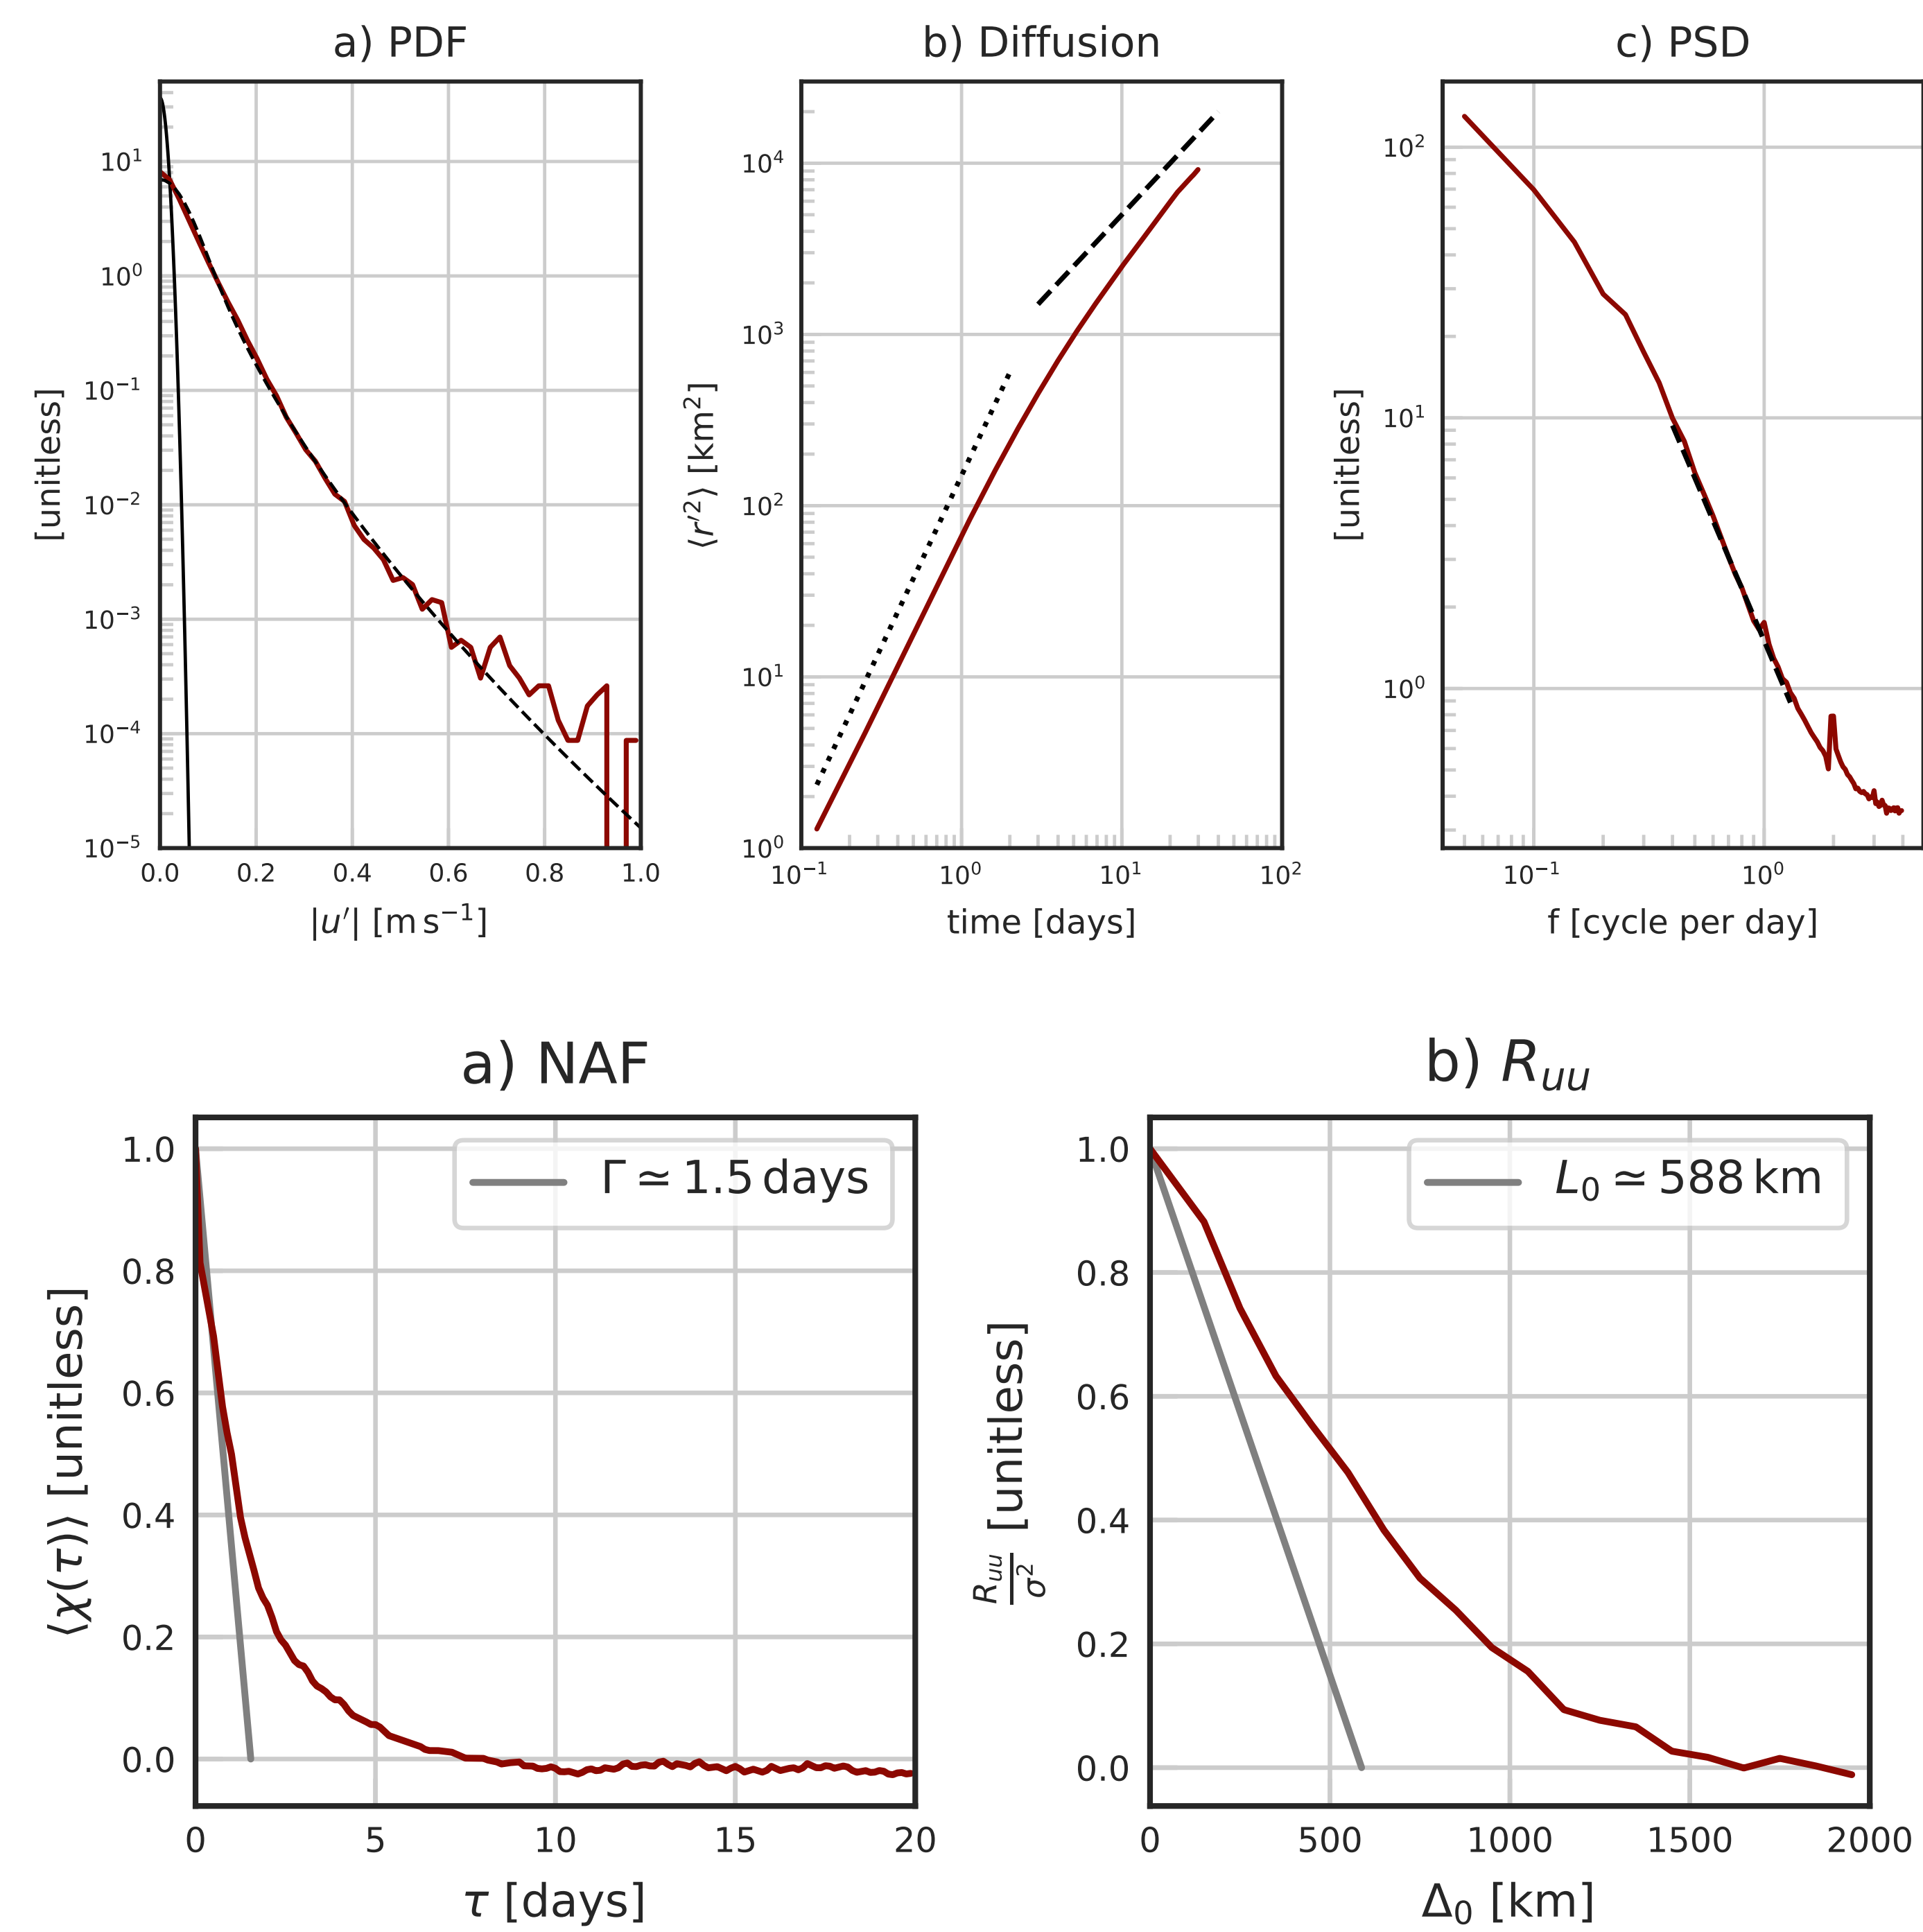 a) PDF
b) Diffusion
c) PSD
[unitless]
10¹
10⁰
10⁻¹
10⁻²
10⁻³
10⁻⁴
10⁻⁵
0.0 0.2 0.4 0.6 0.8 1.0
|u′| [m s⁻¹]
⟨r′²⟩ [km²]
10⁴
10³
10²
10¹
10⁰
10⁻¹ 10⁰ 10¹ 10²
time [days]
[unitless]
10²
10¹
10⁰
10⁻¹ 10⁰
f [cycle per day]
a) NAF
⟨χ(τ)⟩ [unitless]
1.0
0.8
0.6
0.4
0.2
0.0
Γ ≃ 1.5 days
0 5 10 15 20
τ [days]
b) Rᵤᵤ
Rᵤᵤ/σ² [unitless]
1.0
0.8
0.6
0.4
0.2
0.0
L₀ ≃ 588 km
0 500 1000 1500 2000
Δ₀ [km]